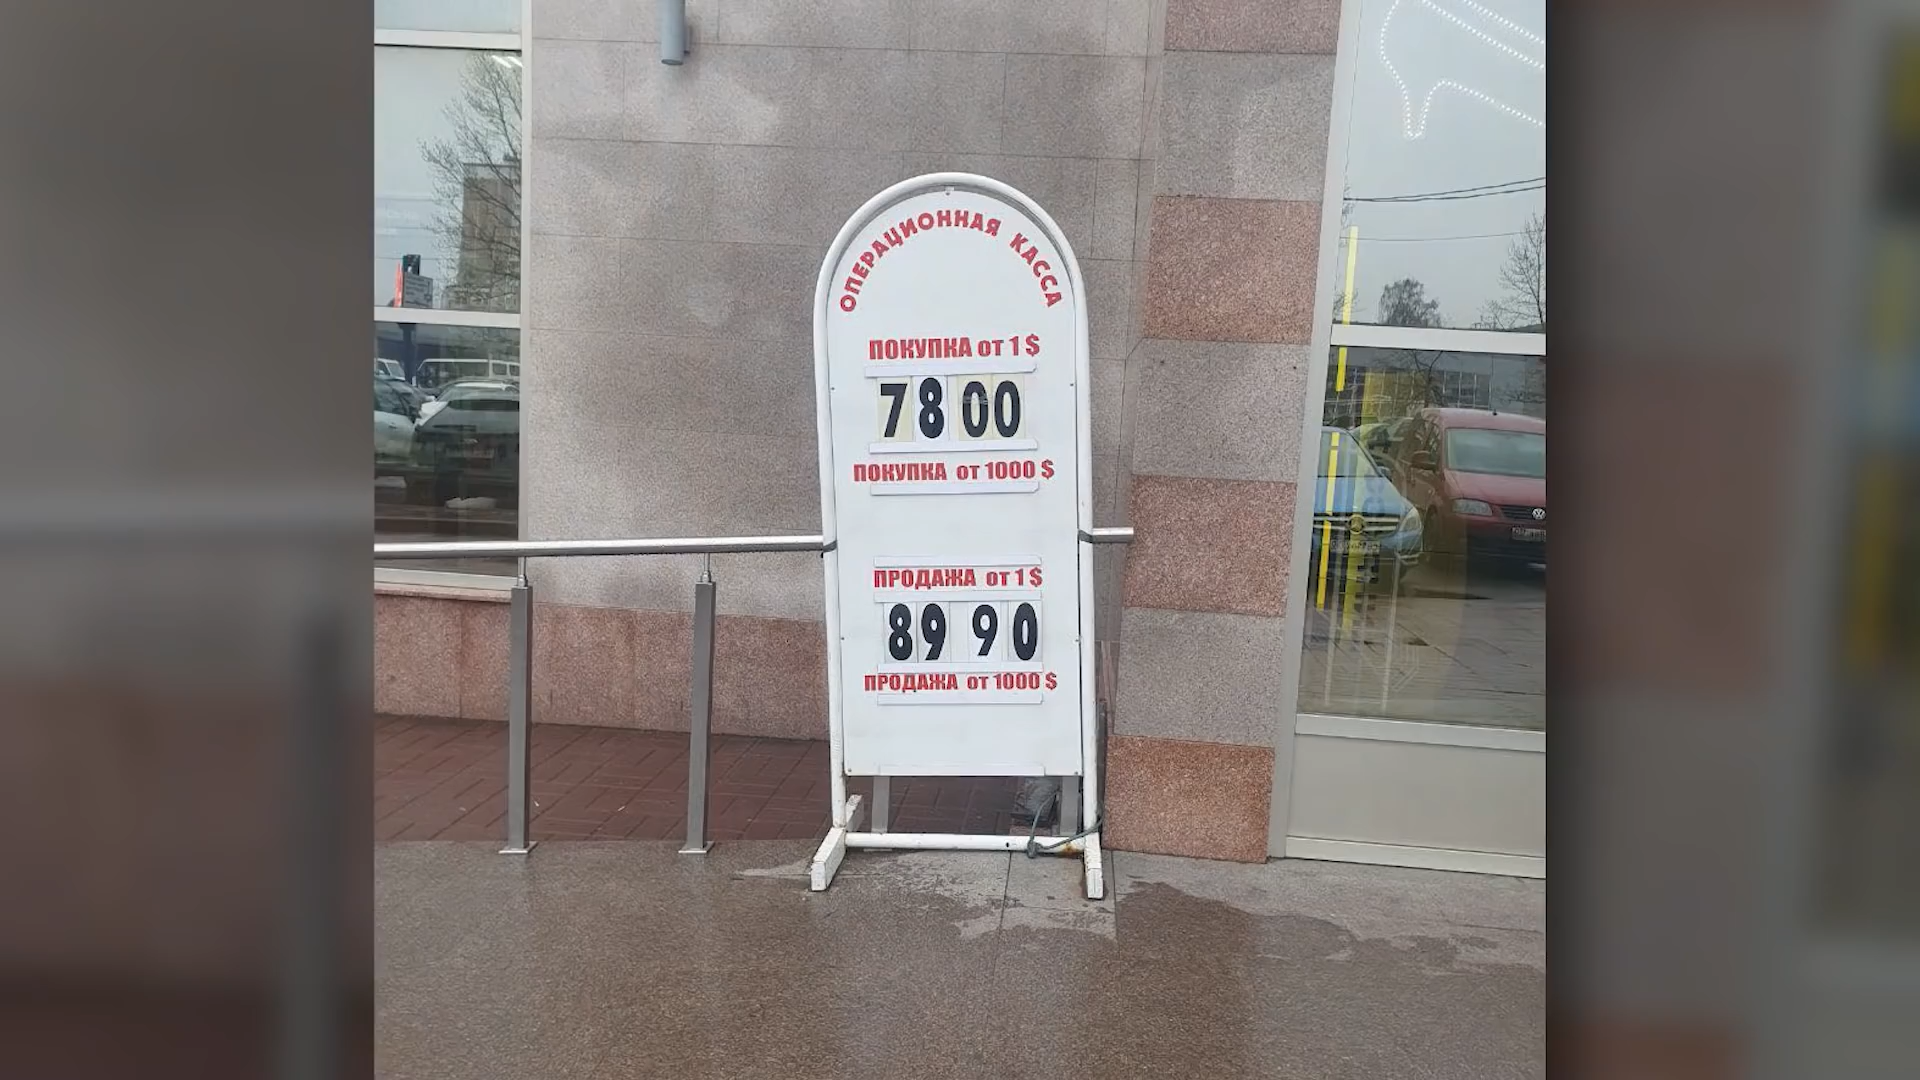 ОПЕРАЦИОННАЯ КАССА
ПОКУПКА от 1 $
78 00
ПОКУПКА от 1000 $
ПРОДАЖА от 1 $
89 90
ПРОДАЖА от 1000 $